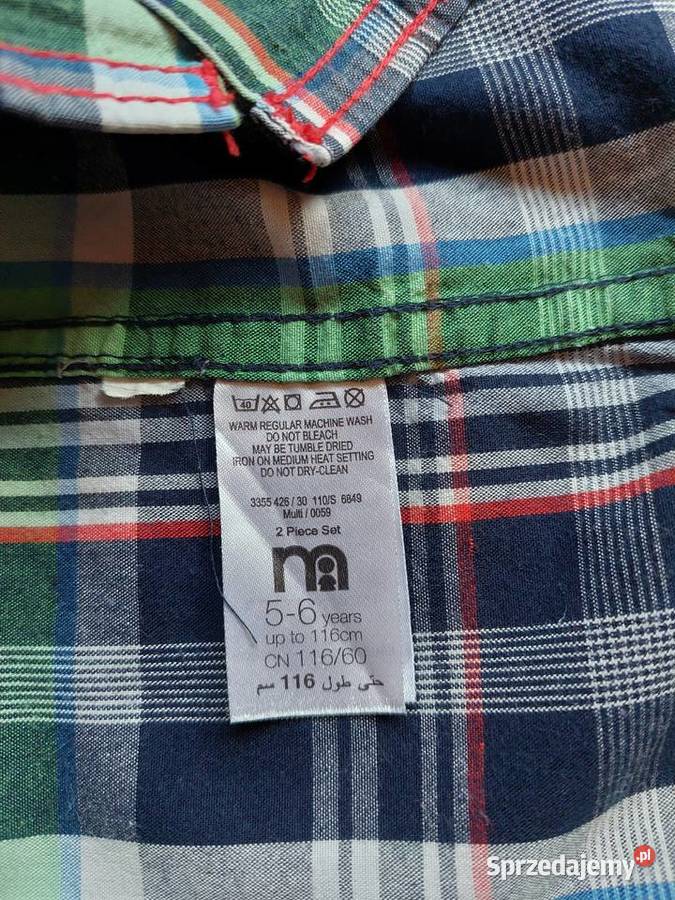 40
WARM REGULAR MACHINE WASH
DO NOT BLEACH
MAY BE TUMBLE DRIED
IRON ON MEDIUM HEAT SETTING
DO NOT DRY-CLEAN
3355 426 / 30 110/S 6849
Multi / 0059
2 Piece Set
m
5-6 years
up to 116cm
CN 116/60
حتى طول 116 سم
Sprzedajemy.pl